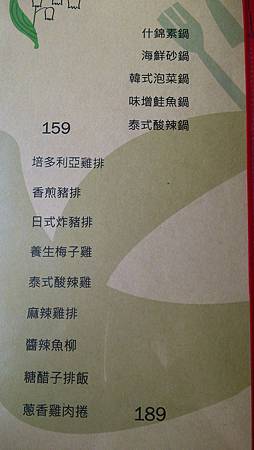 什錦素鍋
海鮮砂鍋
韓式泡菜鍋
味增鮭魚鍋
泰式酸辣鍋
159
培多利亞雞排
香煎豬排
日式炸豬排
養生梅子雞
泰式酸辣雞
麻辣雞排
醬辣魚柳
糖醋子排飯
蔥香雞肉捲
189